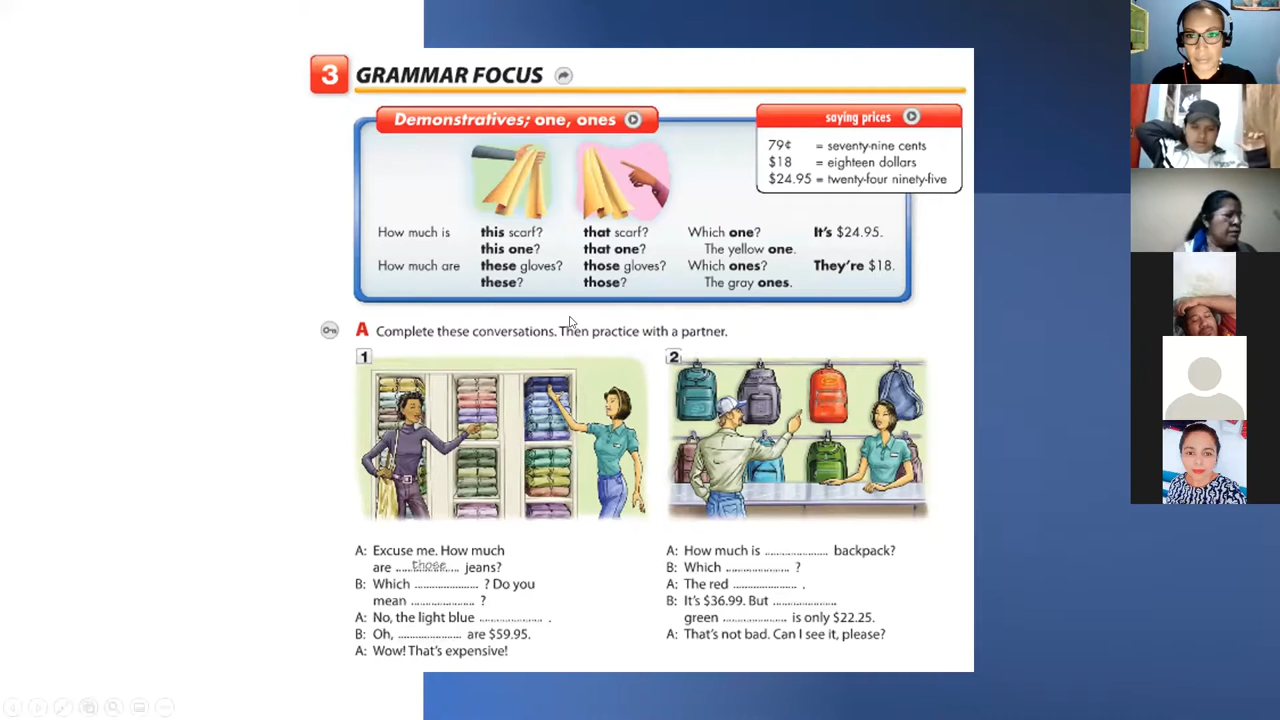 3 GRAMMAR FOCUS
Demonstratives; one, ones
saying prices
79¢ = seventy-nine cents
$18 = eighteen dollars
$24.95 = twenty-four ninety-five
How much is this scarf? that scarf? Which one? It's $24.95.
this one? that one? The yellow one.
How much are these gloves? those gloves? Which ones? They're $18.
these? those? The gray ones.
A Complete these conversations. Then practice with a partner.
1
A: Excuse me. How much
are ....those.... jeans?
B: Which .................... ? Do you
mean .................... ?
A: No, the light blue .................... .
B: Oh, .................... are $59.95.
A: Wow! That's expensive!
2
A: How much is .................... backpack?
B: Which .................... ?
A: The red .................... .
B: It's $36.99. But ....................
green .................... is only $22.25.
A: That's not bad. Can I see it, please?